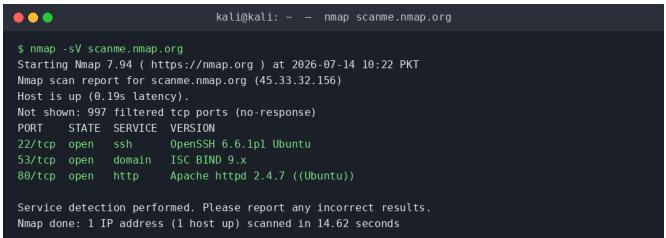 kali@kali: ~ — nmap scanme.nmap.org
$ nmap -sV scanme.nmap.org
Starting Nmap 7.94 ( https://nmap.org ) at 2026-07-14 10:22 PKT
Nmap scan report for scanme.nmap.org (45.33.32.156)
Host is up (0.19s latency).
Not shown: 997 filtered tcp ports (no-response)
PORT    STATE  SERVICE  VERSION
22/tcp  open   ssh      OpenSSH 6.6.1p1 Ubuntu
53/tcp  open   domain   ISC BIND 9.x
80/tcp  open   http     Apache httpd 2.4.7 ((Ubuntu))
Service detection performed. Please report any incorrect results.
Nmap done: 1 IP address (1 host up) scanned in 14.62 seconds